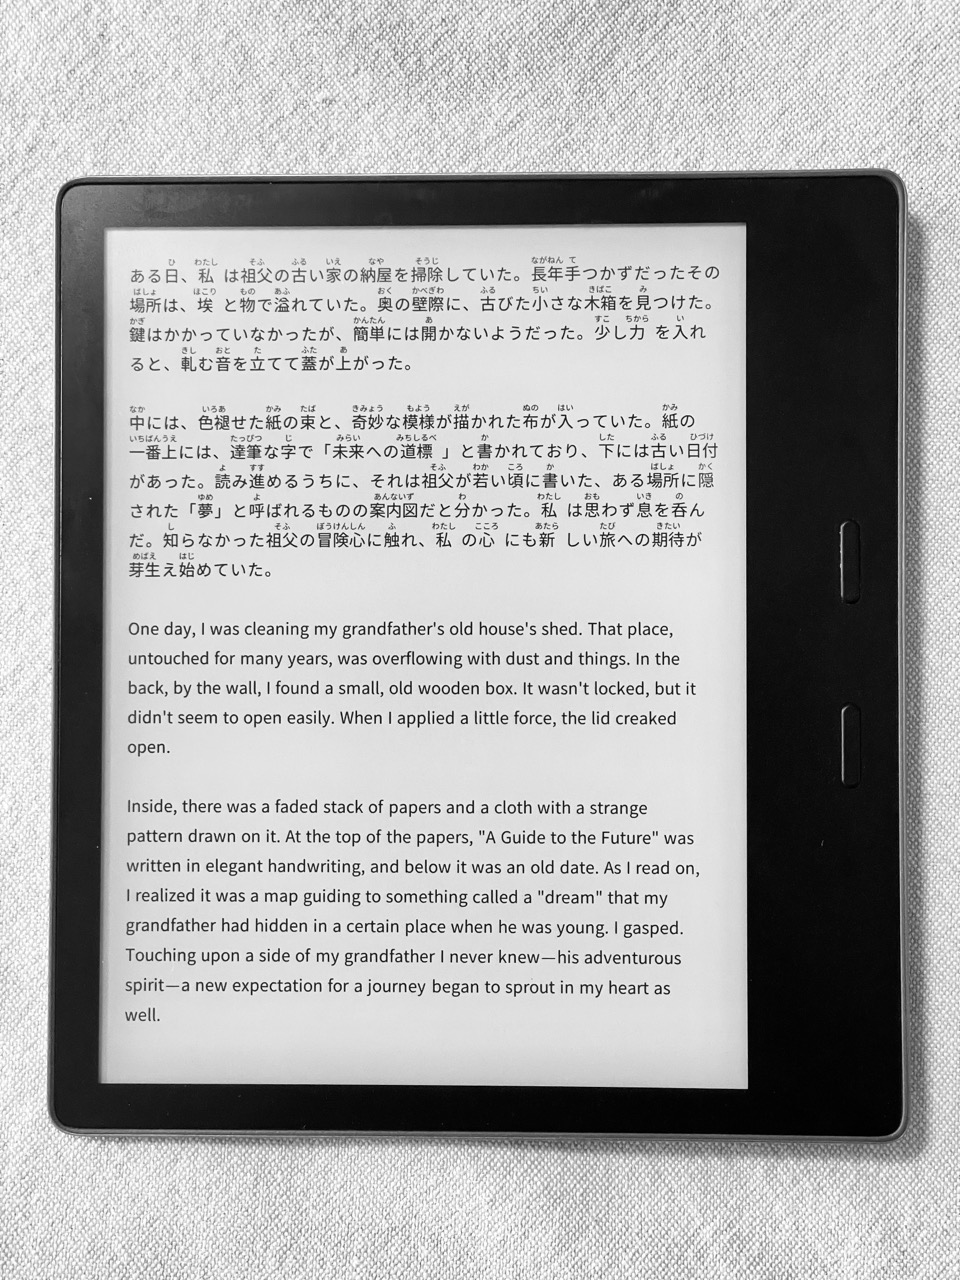 ある日、私 は祖父の古い家の納屋を掃除していた。長年手つかずだったその
場所は、埃 と物で溢れていた。奥の壁際に、古びた小さな木箱を見つけた。
鍵はかかっていなかったが、簡単には開かないようだった。少し力 を入れ
ると、軋む音を立てて蓋が上がった。
中には、色褪せた紙の束と、奇妙な模様が描かれた布が入っていた。紙の
一番上には、達筆な字で「未来への道標 」と書かれており、下には古い日付
があった。読み進めるうちに、それは祖父が若い頃に書いた、ある場所に隠
された「夢」と呼ばれるものの案内図だと分かった。私 は思わず息を呑ん
だ。知らなかった祖父の冒険心に触れ、私 の心 にも新 しい旅への期待が
芽生え始めていた。
One day, I was cleaning my grandfather's old house's shed. That place,
untouched for many years, was overflowing with dust and things. In the
back, by the wall, I found a small, old wooden box. It wasn't locked, but it
didn't seem to open easily. When I applied a little force, the lid creaked
open.
Inside, there was a faded stack of papers and a cloth with a strange
pattern drawn on it. At the top of the papers, "A Guide to the Future" was
written in elegant handwriting, and below it was an old date. As I read on,
I realized it was a map guiding to something called a "dream" that my
grandfather had hidden in a certain place when he was young. I gasped.
Touching upon a side of my grandfather I never knew—his adventurous
spirit—a new expectation for a journey began to sprout in my heart as
well.